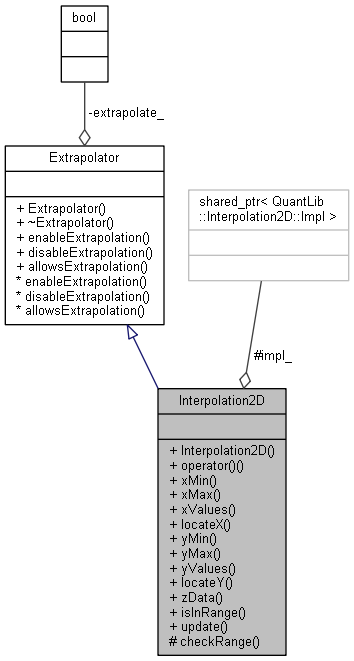 bool
-extrapolate_
Extrapolator
+ Extrapolator()
+ ~Extrapolator()
+ enableExtrapolation()
+ disableExtrapolation()
+ allowsExtrapolation()
* enableExtrapolation()
* disableExtrapolation()
* allowsExtrapolation()
shared_ptr< QuantLib
::Interpolation2D::Impl >
#impl_
Interpolation2D
+ Interpolation2D()
+ operator()()
+ xMin()
+ xMax()
+ xValues()
+ locateX()
+ yMin()
+ yMax()
+ yValues()
+ locateY()
+ zData()
+ isInRange()
+ update()
# checkRange()